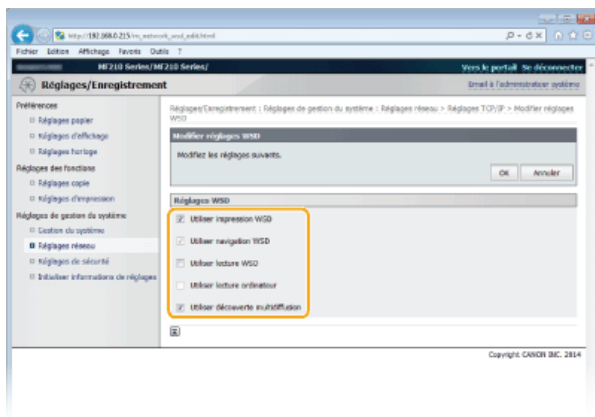 Fichier Edition Affichage Favoris Outils ?
MF210 Series/MF210 Series/
Vers le portail Se déconnecter
Réglages/Enregistrement
Email à l'administrateur système
Préférences
Réglages papier
Réglages d'affichage
Réglages horloge
Réglages des fonctions
Réglages copie
Réglages d'impression
Réglages de gestion du système
Gestion du système
Réglages réseau
Réglages de sécurité
Initialiser informations de réglages
Réglages/Enregistrement : Réglages de gestion du système : Réglages réseau > Réglages TCP/IP > Modifier réglages
WSD
Modifier réglages WSD
Modifiez les réglages suivants.
OK Annuler
Réglages WSD
Utiliser impression WSD
Utiliser navigation WSD
Utiliser lecture WSD
Utiliser lecture ordinateur
Utiliser découverte multidiffusion
Copyright CANON INC. 2014